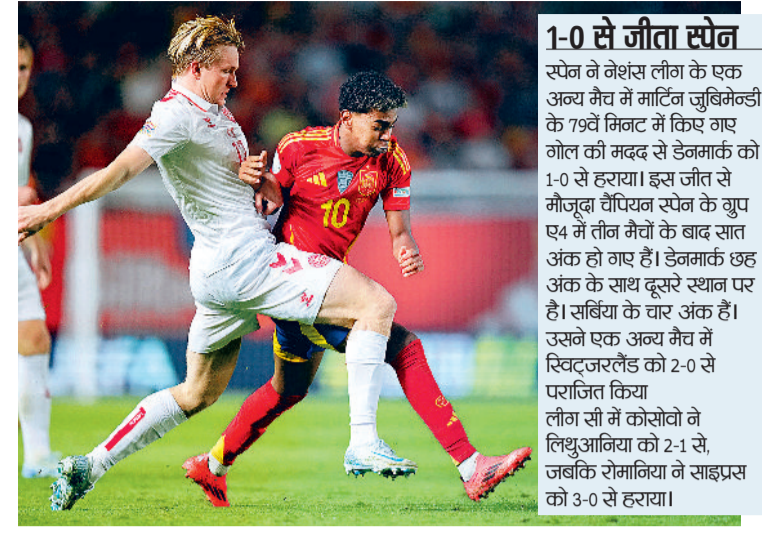 1-0 से जीता स्पेन
स्पेन ने नेशंस लीग के एक
अन्य मैच में मार्टिन जुबिमेन्डी
के 79वें मिनट में किए गए
गोल की मदद से डेनमार्क को
1-0 से हराया। इस जीत से
मौजूदा चैंपियन स्पेन के ग्रुप
ए4 में तीन मैचों के बाद सात
अंक हो गए हैं। डेनमार्क छह
अंक के साथ दूसरे स्थान पर
है। सर्बिया के चार अंक हैं।
उसने एक अन्य मैच में
स्विट्जरलैंड को 2-0 से
पराजित किया
लीग सी में कोसोवो ने
लिथुआनिया को 2-1 से,
जबकि रोमानिया ने साइप्रस
को 3-0 से हराया।
10